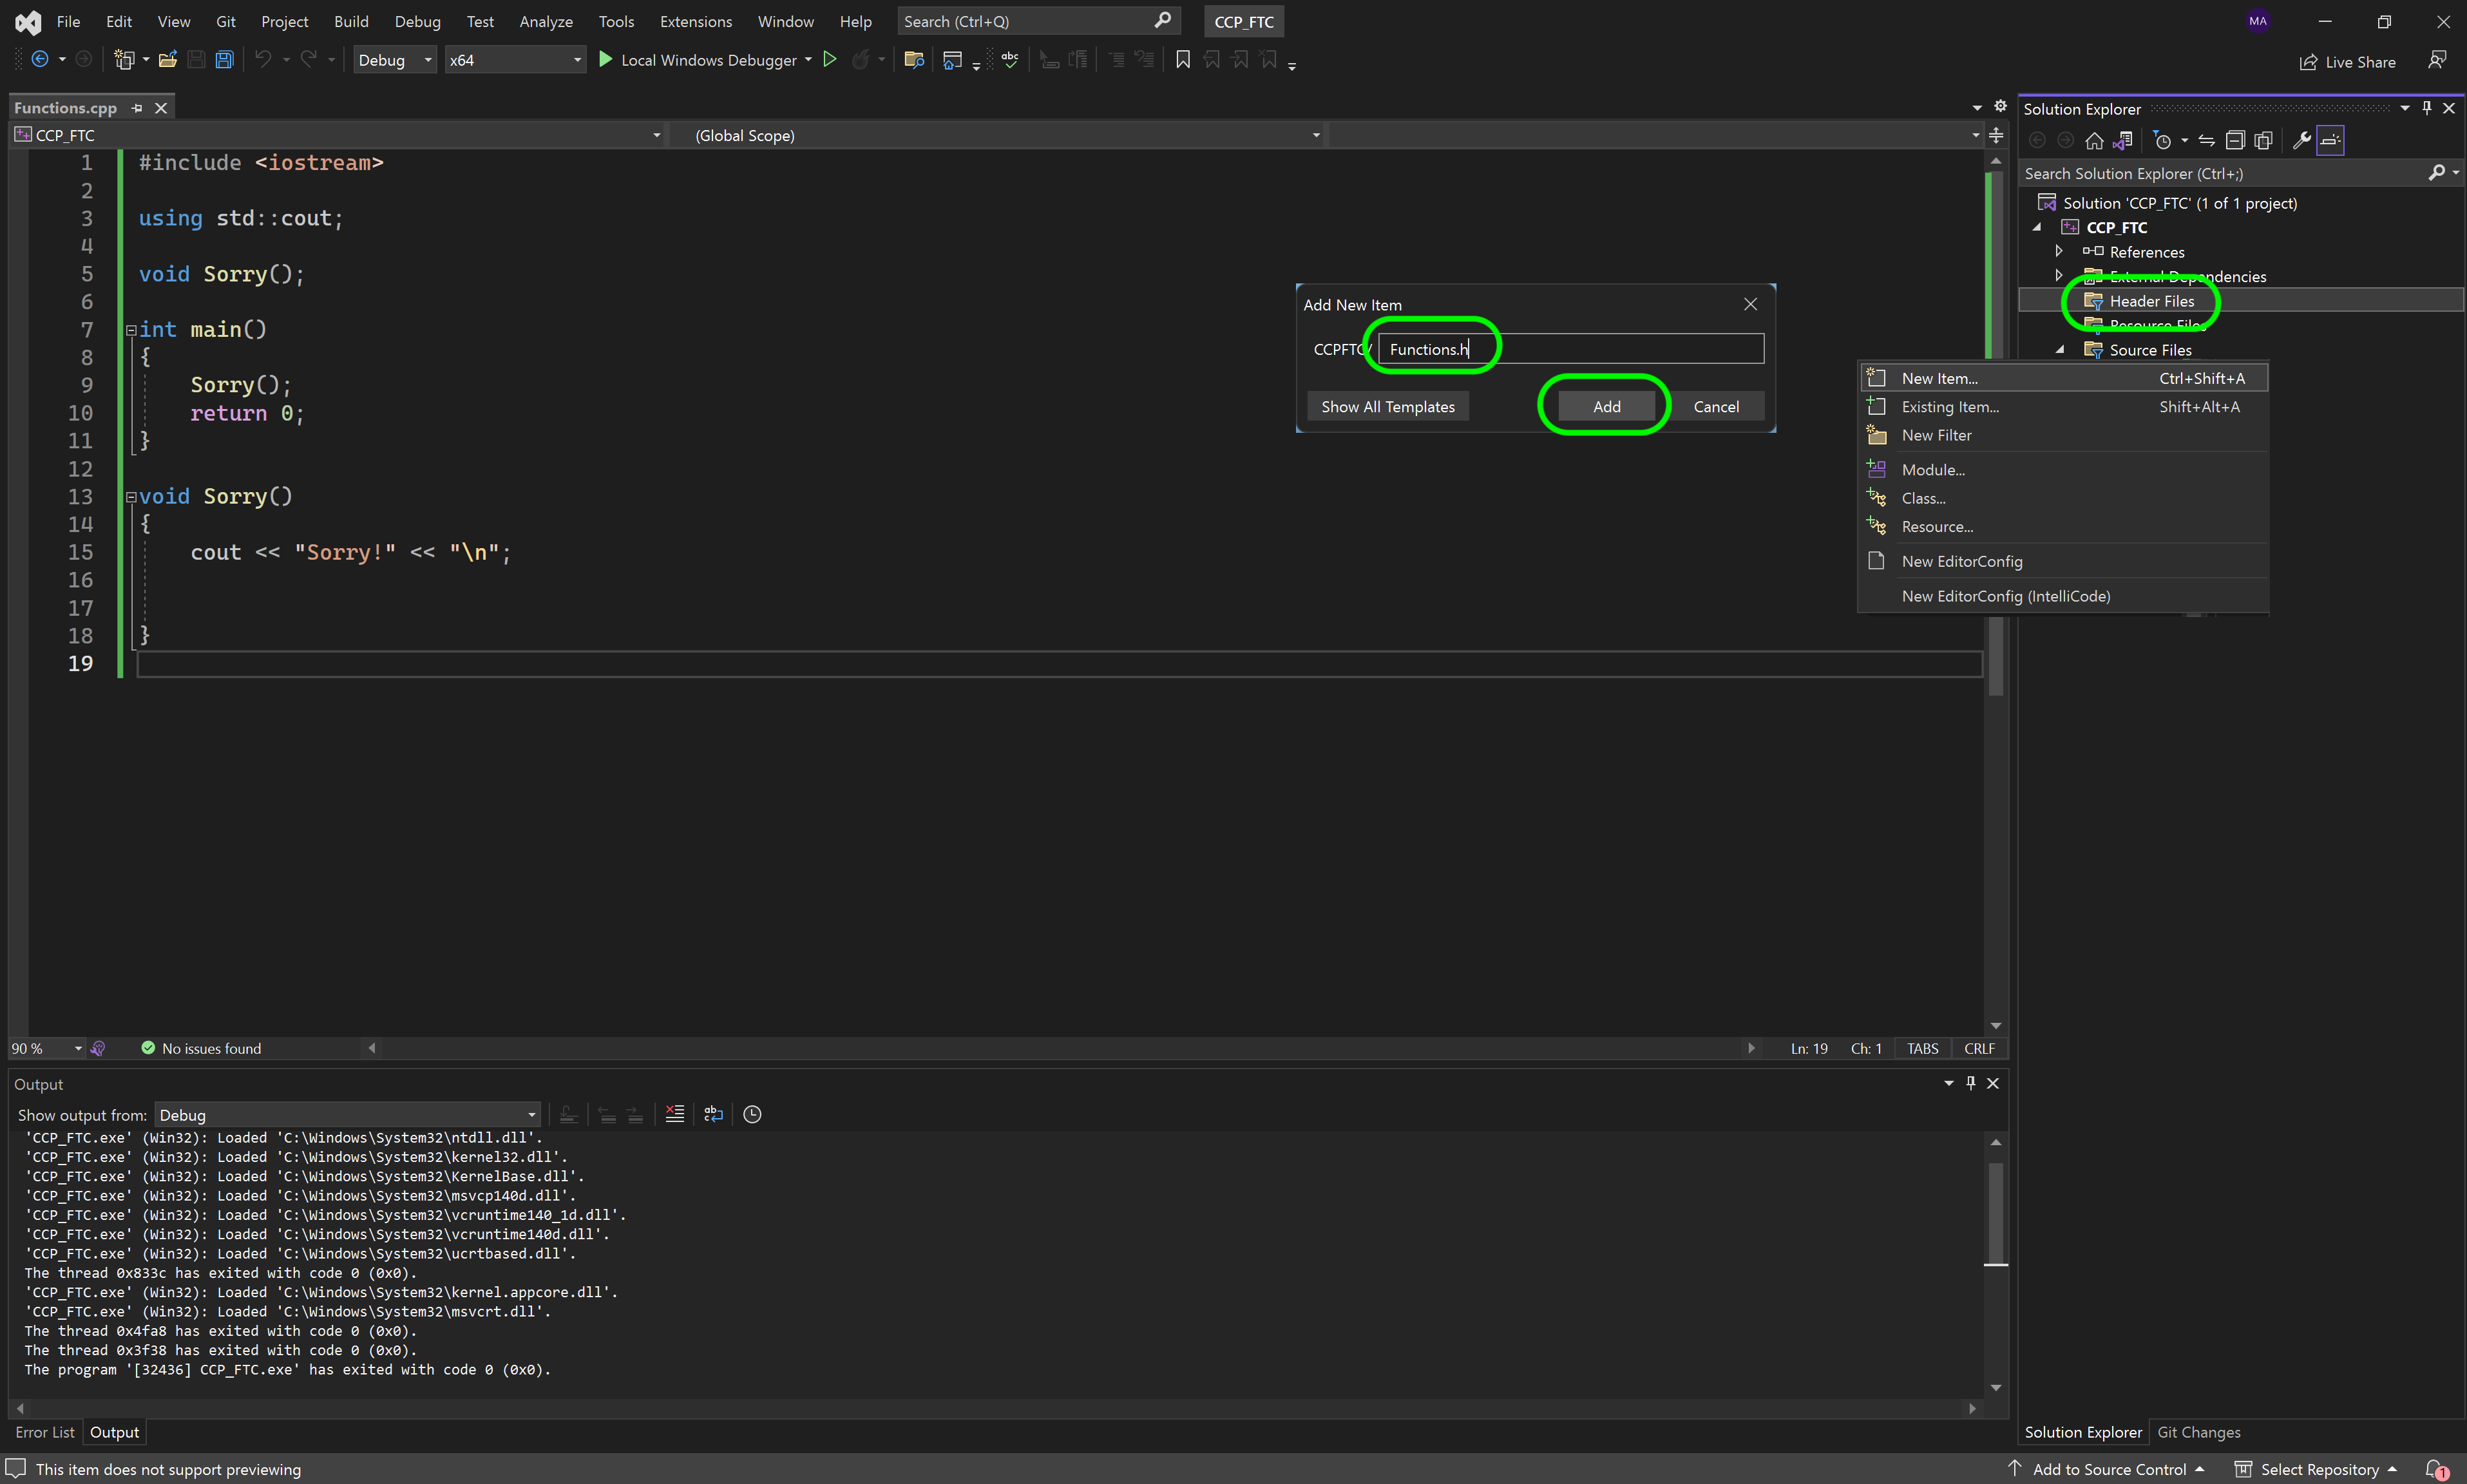 File Edit View Git Project Build Debug Test Analyze Tools Extensions Window Help Search (Ctrl+Q) CCP_FTC MA
Debug x64 Local Windows Debugger abc Live Share
Functions.cpp
CCP_FTC (Global Scope)
1 #include <iostream>
2
3 using std::cout;
4
5 void Sorry();
6
7 int main()
8 {
9 Sorry();
10 return 0;
11 }
12
13 void Sorry()
14 {
15 cout << "Sorry!" << "\n";
16
17
18 }
19
Add New Item
CCPFTC/ Functions.h
Show All Templates Add Cancel
Solution Explorer
Search Solution Explorer (Ctrl+;)
Solution 'CCP_FTC' (1 of 1 project)
CCP_FTC
References
External Dependencies
Header Files
Resource Files
Source Files
New Item... Ctrl+Shift+A
Existing Item... Shift+Alt+A
New Filter
Module...
Class...
Resource...
New EditorConfig
New EditorConfig (IntelliCode)
90 % No issues found Ln: 19 Ch: 1 TABS CRLF
Output
Show output from: Debug
'CCP_FTC.exe' (Win32): Loaded 'C:\Windows\System32\ntdll.dll'.
'CCP_FTC.exe' (Win32): Loaded 'C:\Windows\System32\kernel32.dll'.
'CCP_FTC.exe' (Win32): Loaded 'C:\Windows\System32\KernelBase.dll'.
'CCP_FTC.exe' (Win32): Loaded 'C:\Windows\System32\msvcp140d.dll'.
'CCP_FTC.exe' (Win32): Loaded 'C:\Windows\System32\vcruntime140_1d.dll'.
'CCP_FTC.exe' (Win32): Loaded 'C:\Windows\System32\vcruntime140d.dll'.
'CCP_FTC.exe' (Win32): Loaded 'C:\Windows\System32\ucrtbased.dll'.
The thread 0x833c has exited with code 0 (0x0).
'CCP_FTC.exe' (Win32): Loaded 'C:\Windows\System32\kernel.appcore.dll'.
'CCP_FTC.exe' (Win32): Loaded 'C:\Windows\System32\msvcrt.dll'.
The thread 0x4fa8 has exited with code 0 (0x0).
The thread 0x3f38 has exited with code 0 (0x0).
The program '[32436] CCP_FTC.exe' has exited with code 0 (0x0).
Error List Output
Solution Explorer Git Changes
This item does not support previewing Add to Source Control Select Repository 1